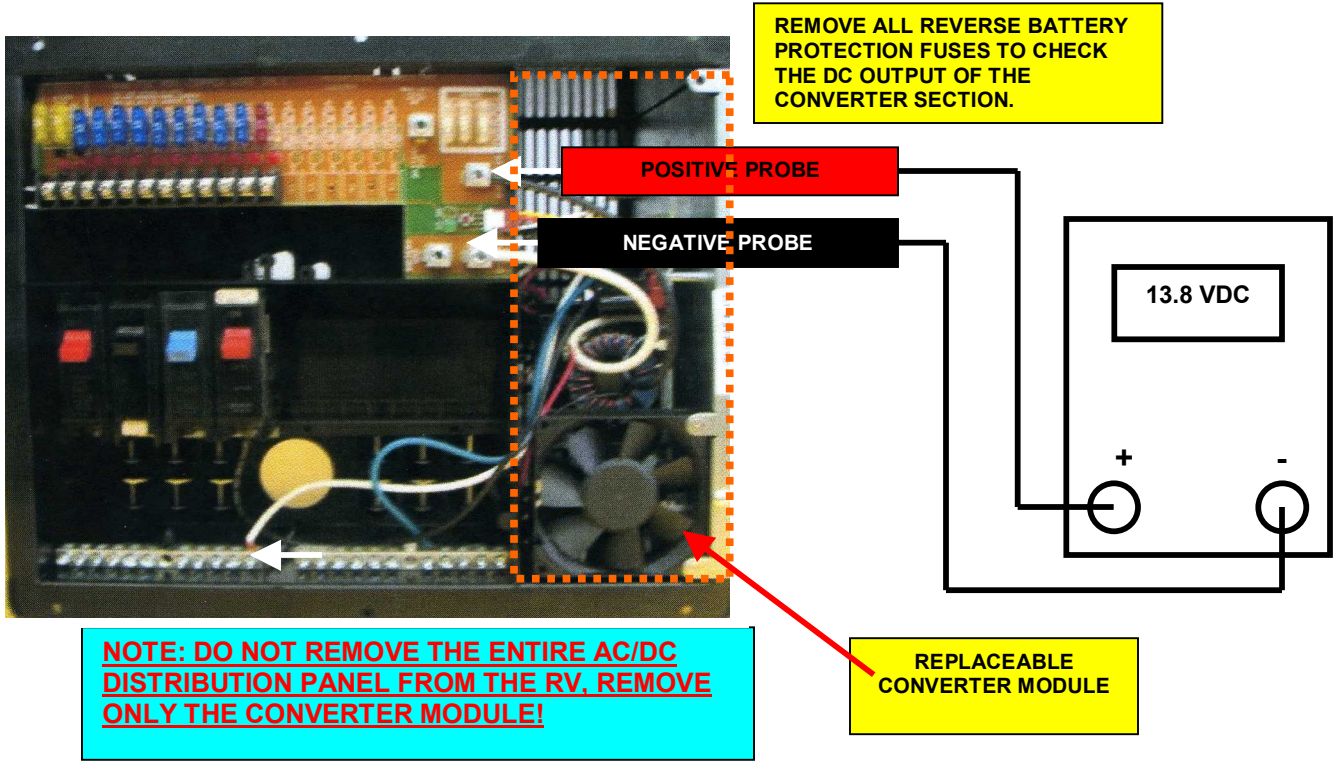 REMOVE ALL REVERSE BATTERY
PROTECTION FUSES TO CHECK
THE DC OUTPUT OF THE
CONVERTER SECTION.
POSITIVE PROBE
NEGATIVE PROBE
13.8 VDC
+ -
NOTE: DO NOT REMOVE THE ENTIRE AC/DC
DISTRIBUTION PANEL FROM THE RV, REMOVE
ONLY THE CONVERTER MODULE!
REPLACEABLE
CONVERTER MODULE